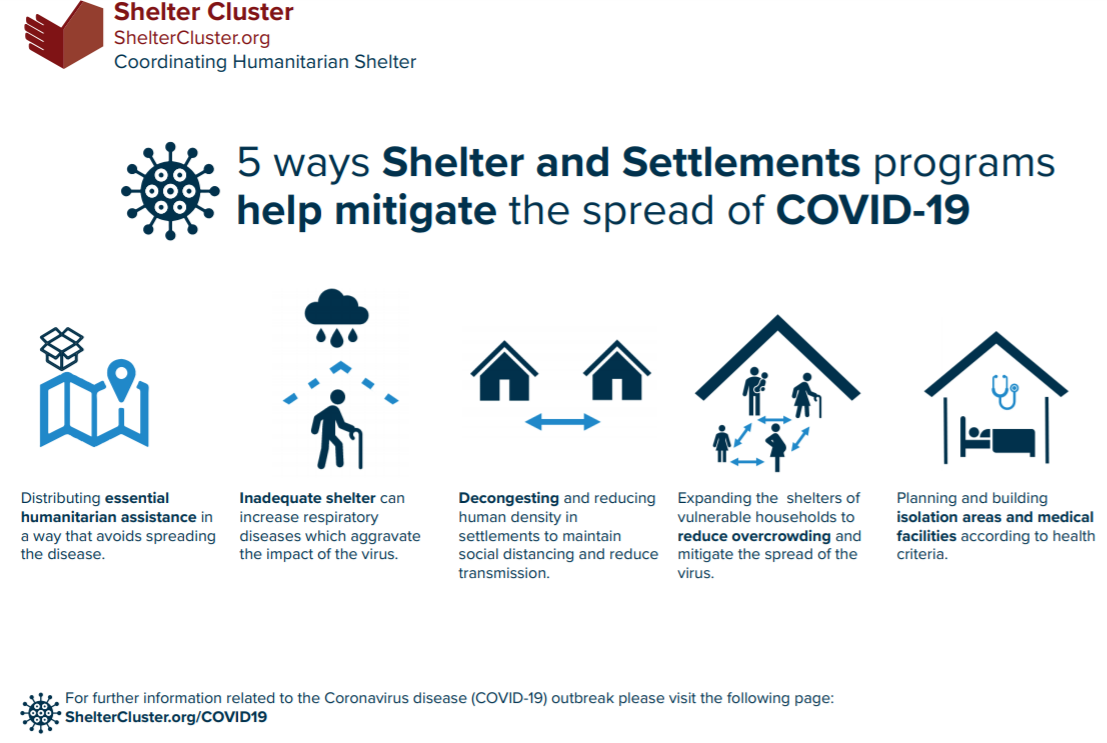 Shelter Cluster
ShelterCluster.org
Coordinating Humanitarian Shelter
5 ways Shelter and Settlements programs
help mitigate the spread of COVID-19
Distributing essential
humanitarian assistance in
a way that avoids spreading
the disease.
Inadequate shelter can
increase respiratory
diseases which aggravate
the impact of the virus.
Decongesting and reducing
human density in
settlements to maintain
social distancing and reduce
transmission.
Expanding the shelters of
vulnerable households to
reduce overcrowding and
mitigate the spread of the
virus.
Planning and building
isolation areas and medical
facilities according to health
criteria.
For further information related to the Coronavirus disease (COVID-19) outbreak please visit the following page:
ShelterCluster.org/COVID19